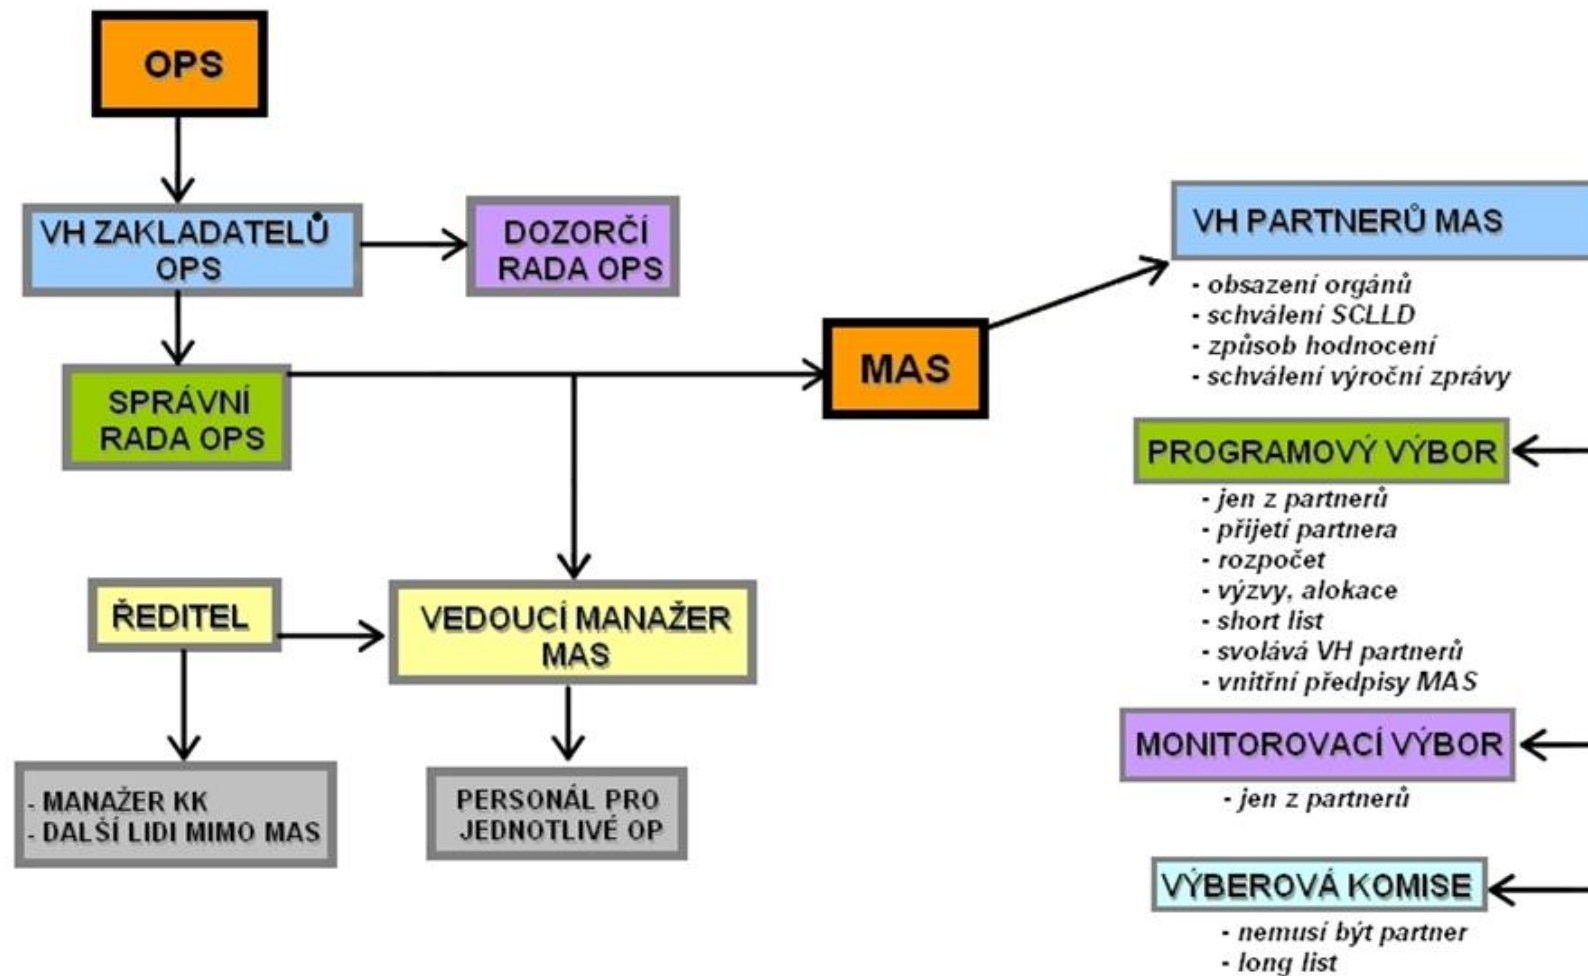 OPS
VH ZAKLADATELŮ
OPS
DOZORČÍ
RADA OPS
SPRÁVNÍ
RADA OPS
MAS
ŘEDITEL
VEDOUCÍ MANAŽER
MAS
- MANAŽER KK
- DALŠÍ LIDI MIMO MAS
PERSONÁL PRO
JEDNOTLIVÉ OP
VH PARTNERŮ MAS
- obsazení orgánů
- schválení SCLLD
- způsob hodnocení
- schválení výroční zprávy
PROGRAMOVÝ VÝBOR
- jen z partnerů
- přijetí partnera
- rozpočet
- výzvy, alokace
- short list
- svolává VH partnerů
- vnitřní předpisy MAS
MONITOROVACÍ VÝBOR
- jen z partnerů
VÝBEROVÁ KOMISE
- nemusí být partner
- long list